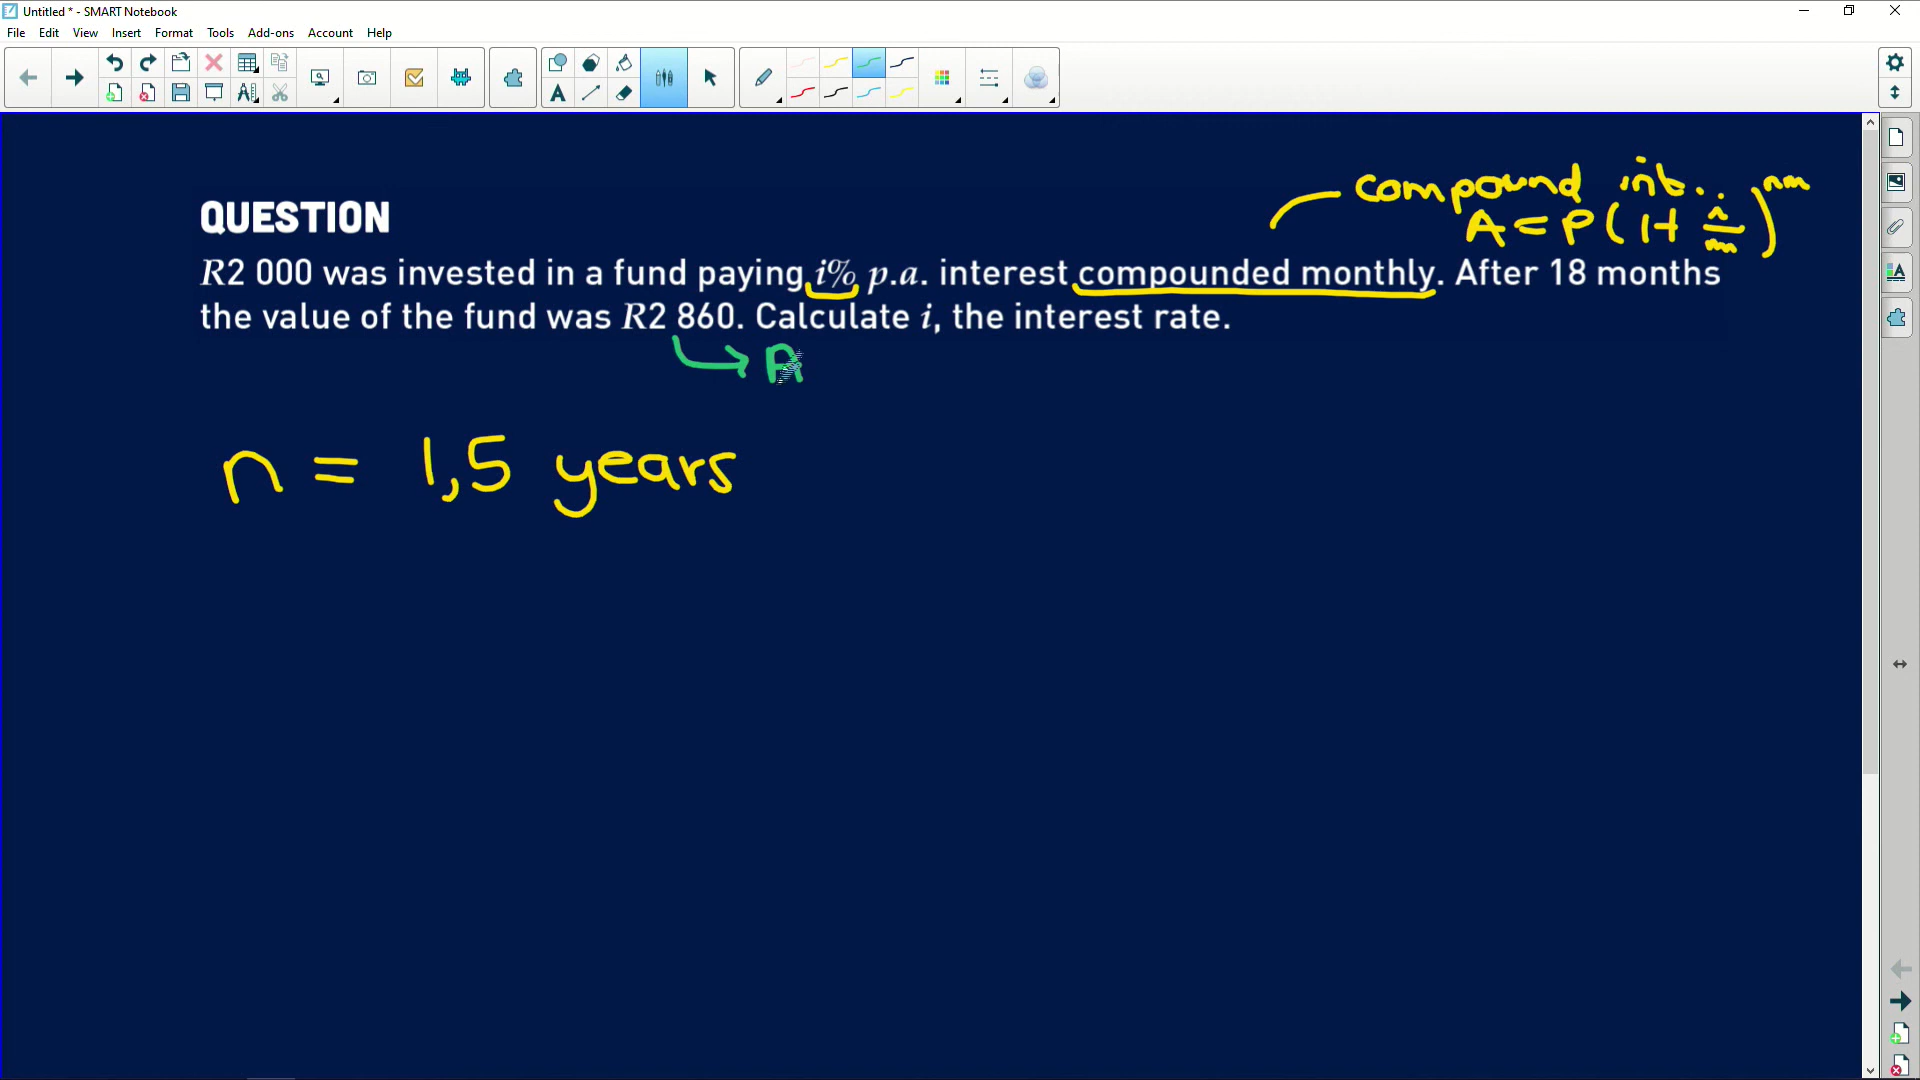 Untitled * - SMART Notebook
File Edit View Insert Format Tools Add-ons Account Help
compound int.
A = P(1+ i/m)^nm
QUESTION
R2 000 was invested in a fund paying i% p.a. interest compounded monthly. After 18 months
the value of the fund was R2 860. Calculate i, the interest rate.
A
n = 1,5 years